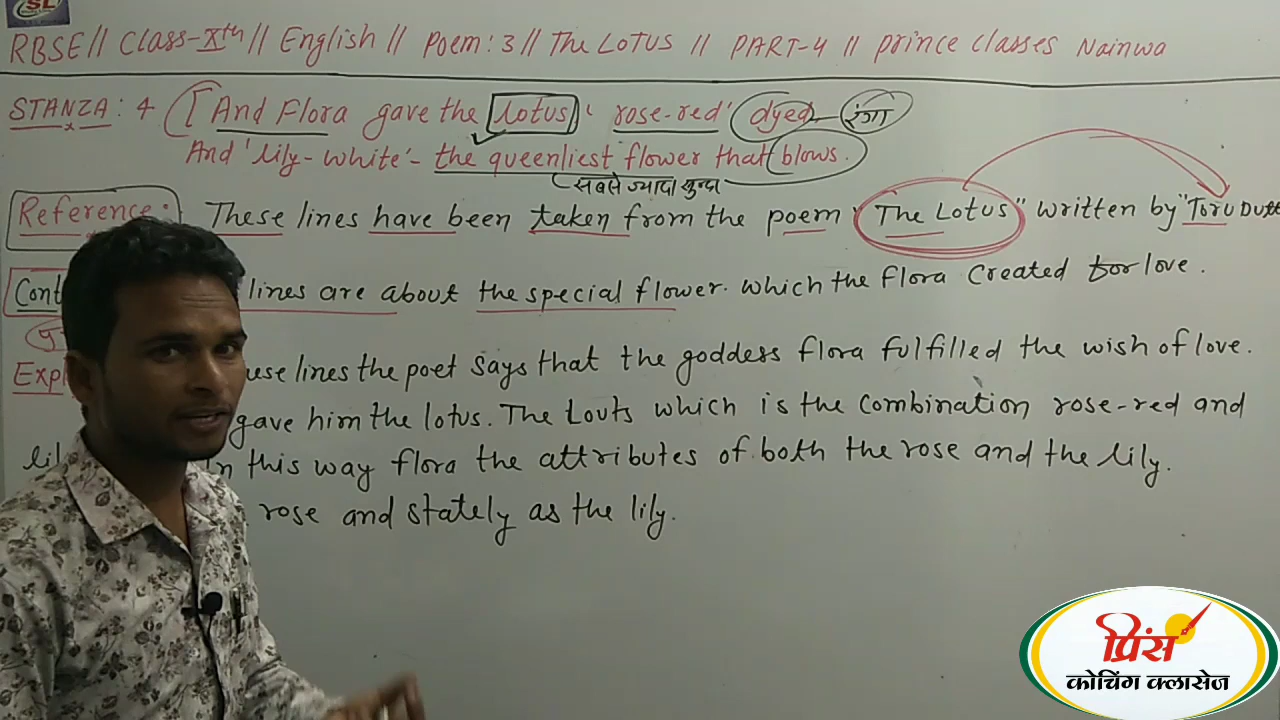 SL
RBSE // Class-Xth // English // Poem: 3 // The LOTUS // PART-4 // Prince Classes Nainwa
STANZA: 4 [And Flora gave the lotus, 'rose-red' dyed - रंगा
And 'lily-white' - the queenliest flower that blows.
सबसे ज्यादा सुन्दर
Reference: These lines have been taken from the poem "The Lotus" written by "Toru Dutt
Cont lines are about the special flower. which the flora created for love.
Expl use lines the poet says that the goddess flora fulfilled the wish of love.
gave him the lotus. The Louts which is the combination rose-red and
lil In this way flora the attributes of both the rose and the lily.
rose and stately as the lily.
प्रिंस
कोचिंग क्लासेज